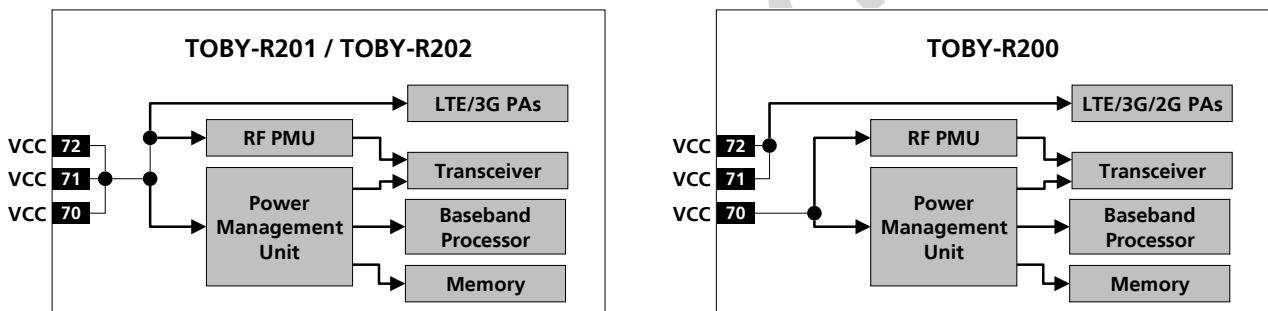 TOBY-R201 / TOBY-R202
LTE/3G PAs
RF PMU
VCC 72
VCC 71
VCC 70
Transceiver
Power
Management
Unit
Baseband
Processor
Memory
TOBY-R200
LTE/3G/2G PAs
RF PMU
VCC 72
VCC 71
VCC 70
Transceiver
Power
Management
Unit
Baseband
Processor
Memory